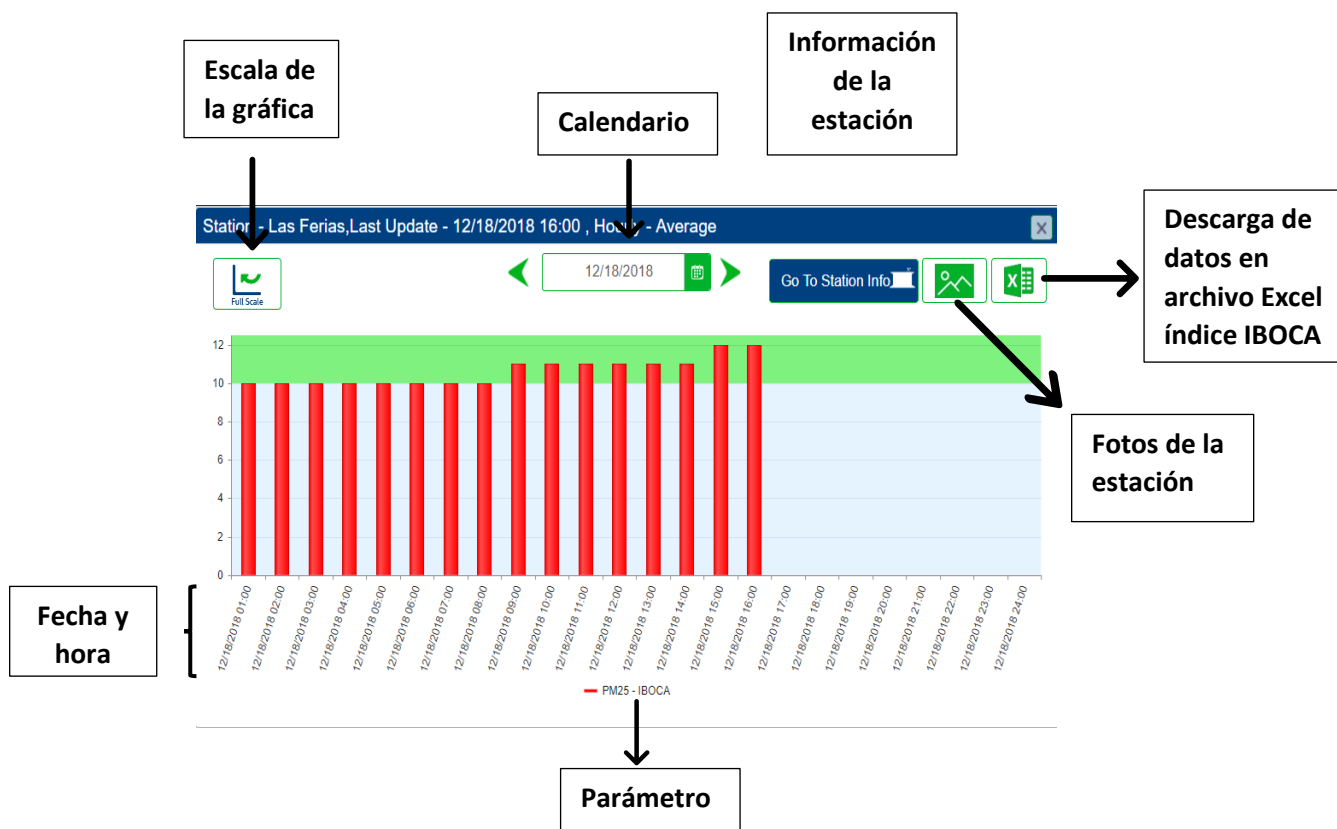 Escala de
la gráfica
Calendario
Información
de la
estación
Station - Las Ferias,Last Update - 12/18/2018 16:00 , Hourly - Average
X
Full Scale
12/18/2018
Go To Station Info
X
Descarga de
datos en
archivo Excel
índice IBOCA
Fotos de la
estación
12
10
8
6
4
2
0
Fecha y
hora
12/18/2018 01:00
12/18/2018 02:00
12/18/2018 03:00
12/18/2018 04:00
12/18/2018 05:00
12/18/2018 06:00
12/18/2018 07:00
12/18/2018 08:00
12/18/2018 09:00
12/18/2018 10:00
12/18/2018 11:00
12/18/2018 12:00
12/18/2018 13:00
12/18/2018 14:00
12/18/2018 15:00
12/18/2018 16:00
12/18/2018 17:00
12/18/2018 18:00
12/18/2018 19:00
12/18/2018 20:00
12/18/2018 21:00
12/18/2018 22:00
12/18/2018 23:00
12/18/2018 24:00
PM25 - IBOCA
Parámetro